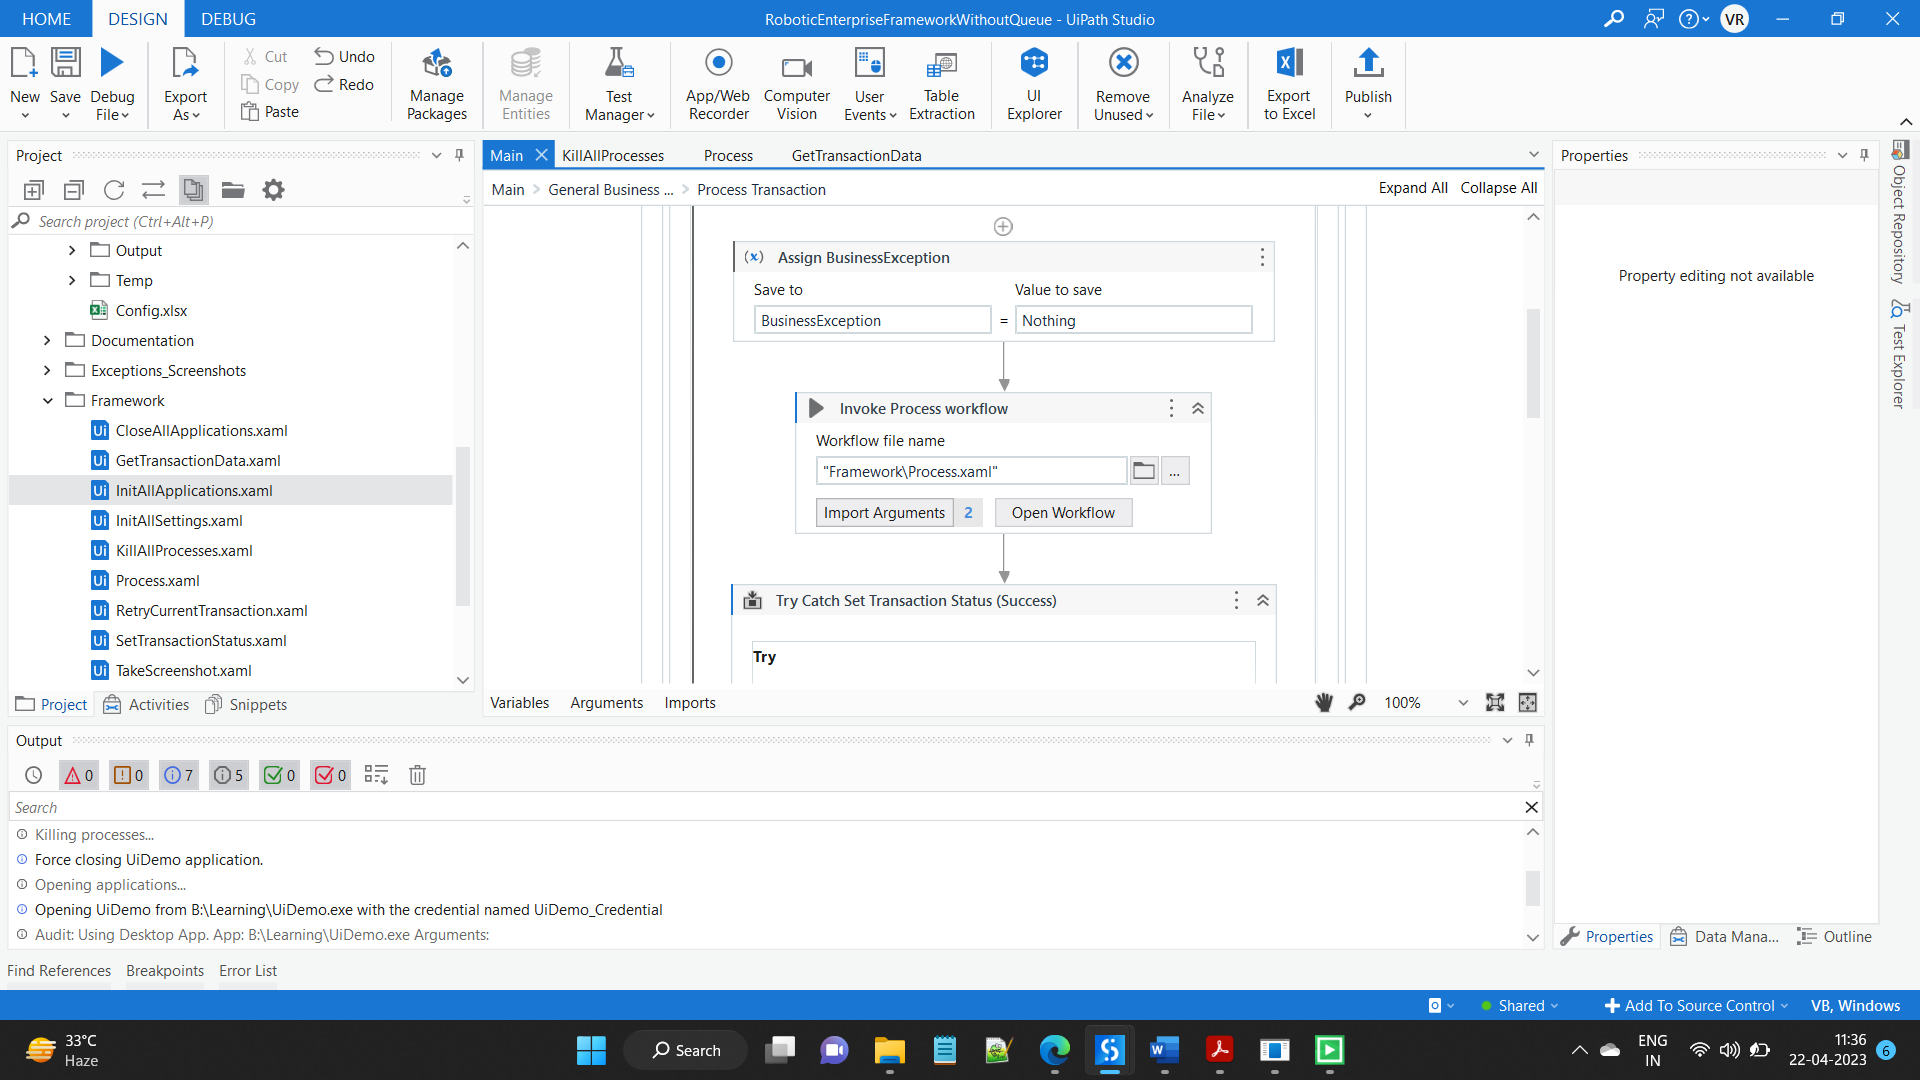 HOME
DESIGN
DEBUG
RoboticEnterpriseFrameworkWithoutQueue - UiPath Studio
VR
New
Save
Debug File
Export As
Cut
Copy
Paste
Undo
Redo
Manage Packages
Manage Entities
Test Manager
App/Web Recorder
Computer Vision
User Events
Table Extraction
UI Explorer
Remove Unused
Analyze File
Export to Excel
Publish
Project
Search project (Ctrl+Alt+P)
Output
Temp
Config.xlsx
Documentation
Exceptions_Screenshots
Framework
CloseAllApplications.xaml
GetTransactionData.xaml
InitAllApplications.xaml
InitAllSettings.xaml
KillAllProcesses.xaml
Process.xaml
RetryCurrentTransaction.xaml
SetTransactionStatus.xaml
TakeScreenshot.xaml
Project
Activities
Snippets
Main
KillAllProcesses
Process
GetTransactionData
Main > General Business ... > Process Transaction
Expand All
Collapse All
Assign BusinessException
Save to
Value to save
BusinessException = Nothing
Invoke Process workflow
Workflow file name
"Framework\Process.xaml"
...
Import Arguments 2
Open Workflow
Try Catch Set Transaction Status (Success)
Try
Variables
Arguments
Imports
100%
Properties
Property editing not available
Properties
Data Mana...
Outline
Object Repository
Test Explorer
Output
0
0
7
5
0
0
Search
Killing processes...
Force closing UiDemo application.
Opening applications...
Opening UiDemo from B:\Learning\UiDemo.exe with the credential named UiDemo_Credential
Audit: Using Desktop App. App: B:\Learning\UiDemo.exe Arguments:
Find References
Breakpoints
Error List
Shared
Add To Source Control
VB, Windows
33°C
Haze
Search
ENG
IN
11:36
22-04-2023
6